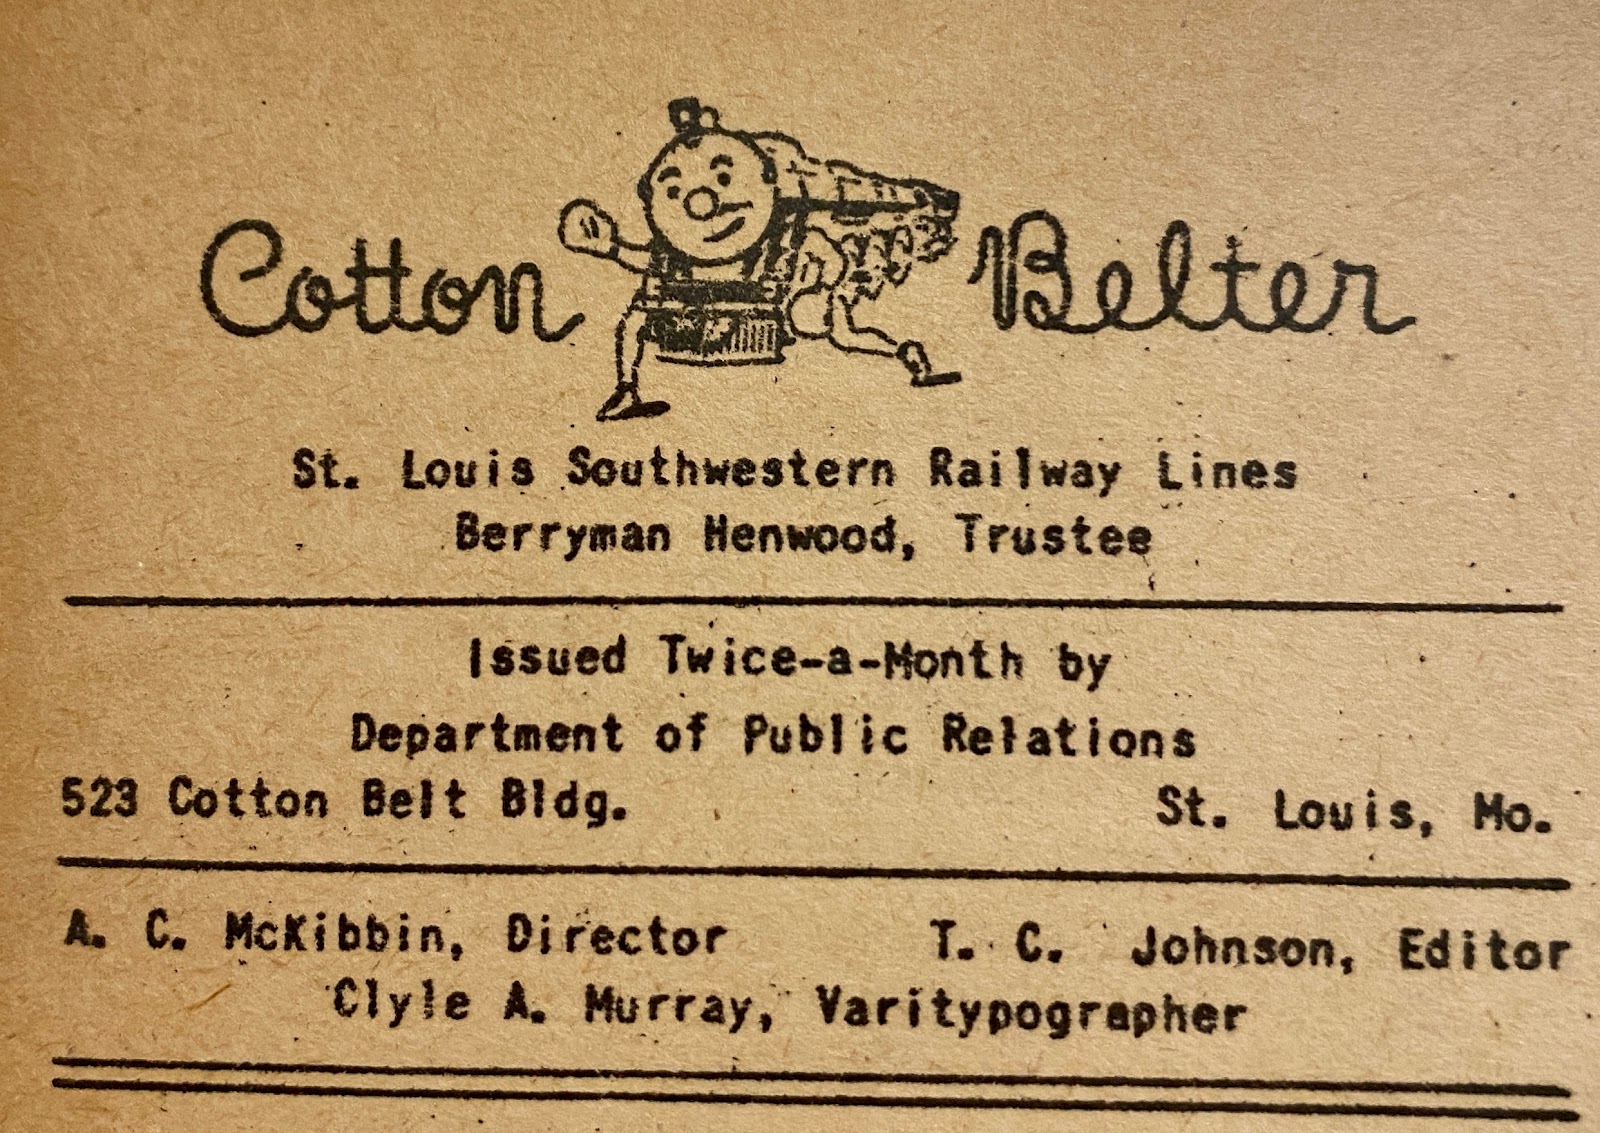 Cotton Belter
St. Louis Southwestern Railway Lines
Berryman Henwood, Trustee
Issued Twice-a-Month by
Department of Public Relations
523 Cotton Belt Bldg. St. Louis, Mo.
A. C. McKibbin, Director T. C. Johnson, Editor
Clyle A. Murray, Varitypographer